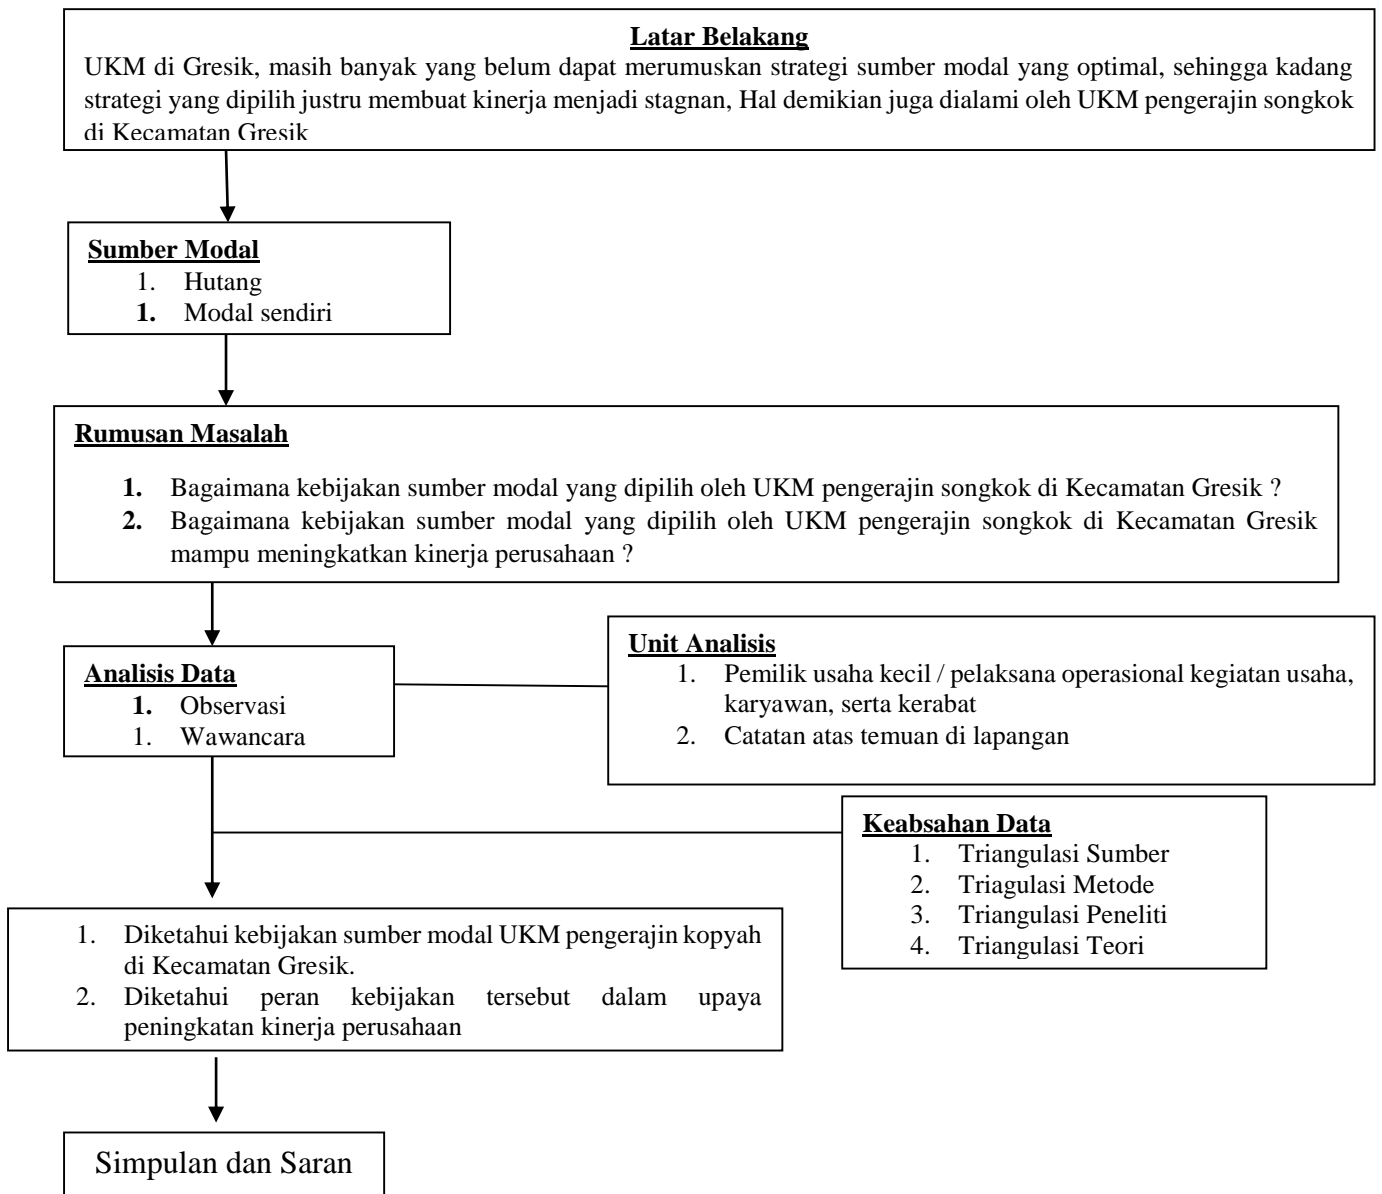 Latar Belakang
UKM di Gresik, masih banyak yang belum dapat merumuskan strategi sumber modal yang optimal, sehingga kadang
strategi yang dipilih justru membuat kinerja menjadi stagnan, Hal demikian juga dialami oleh UKM pengerajin songkok
di Kecamatan Gresik
Sumber Modal
1. Hutang
1. Modal sendiri
Rumusan Masalah
1. Bagaimana kebijakan sumber modal yang dipilih oleh UKM pengerajin songkok di Kecamatan Gresik ?
2. Bagaimana kebijakan sumber modal yang dipilih oleh UKM pengerajin songkok di Kecamatan Gresik
mampu meningkatkan kinerja perusahaan ?
Analisis Data
1. Observasi
1. Wawancara
Unit Analisis
1. Pemilik usaha kecil / pelaksana operasional kegiatan usaha,
karyawan, serta kerabat
2. Catatan atas temuan di lapangan
Keabsahan Data
1. Triangulasi Sumber
2. Triagulasi Metode
3. Triangulasi Peneliti
4. Triangulasi Teori
1. Diketahui kebijakan sumber modal UKM pengerajin kopyah
di Kecamatan Gresik.
2. Diketahui peran kebijakan tersebut dalam upaya
peningkatan kinerja perusahaan
Simpulan dan Saran